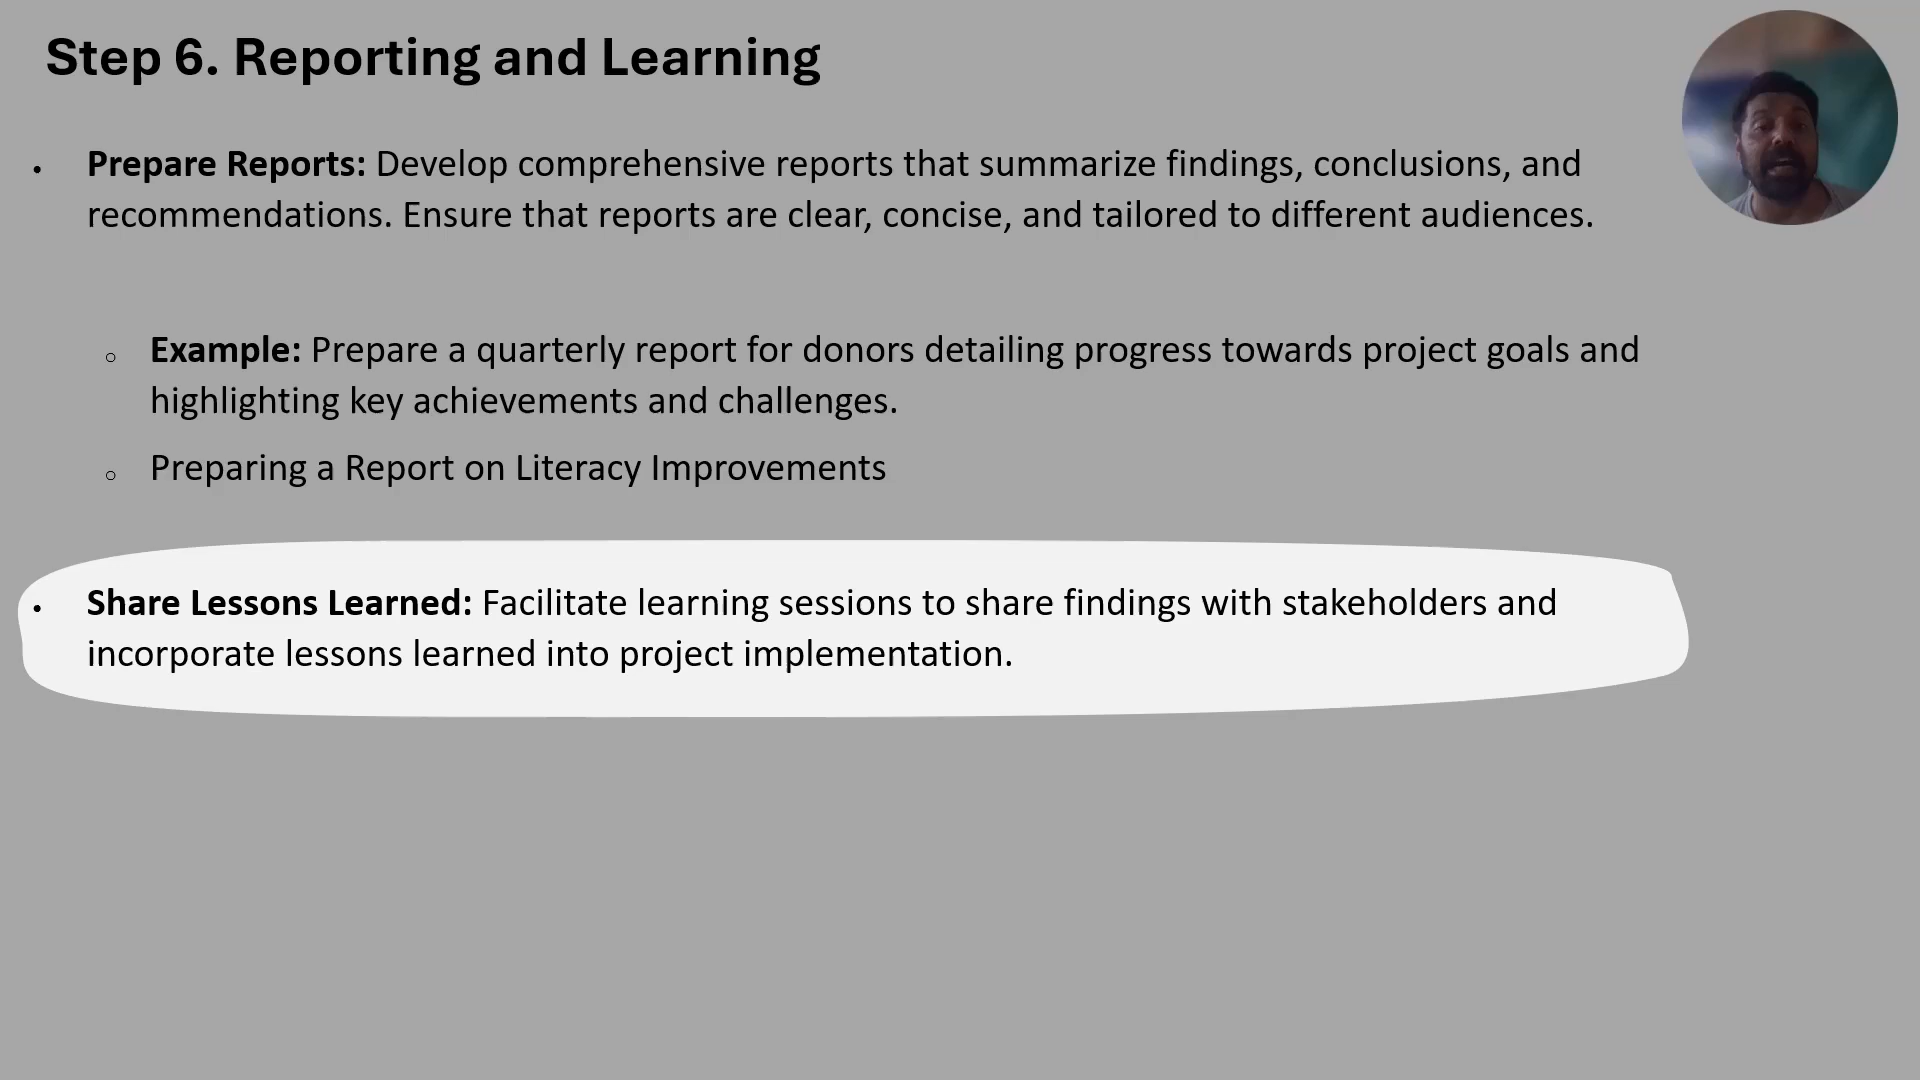 Step 6. Reporting and Learning
• Prepare Reports: Develop comprehensive reports that summarize findings, conclusions, and
recommendations. Ensure that reports are clear, concise, and tailored to different audiences.
○ Example: Prepare a quarterly report for donors detailing progress towards project goals and
highlighting key achievements and challenges.
○ Preparing a Report on Literacy Improvements
• Share Lessons Learned: Facilitate learning sessions to share findings with stakeholders and
incorporate lessons learned into project implementation.